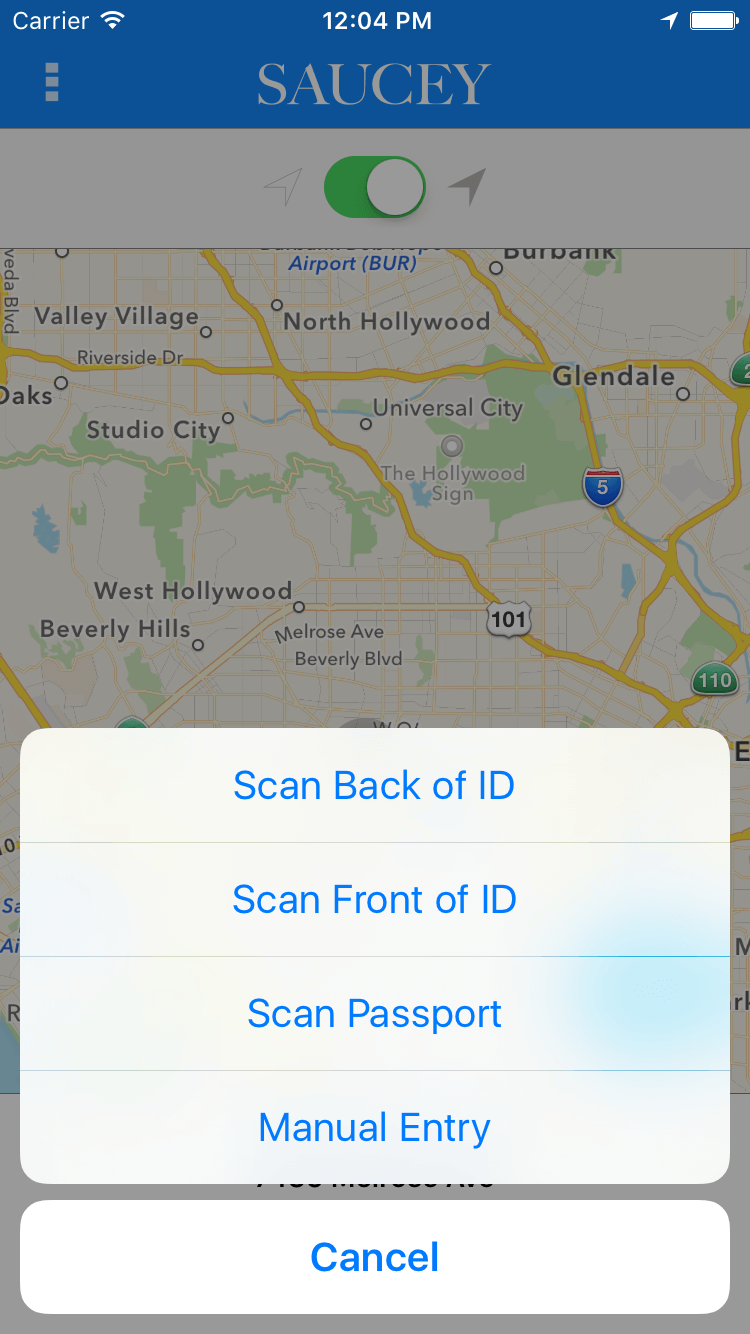 Carrier
12:04 PM
SAUCEY
Airport (BUR)
Burbank
Blvd
Valley Village
North Hollywood
Riverside Dr
Glendale
Oaks
Universal City
Studio City
The Hollywood
Sign
5
West Hollywood
101
Beverly Hills
Melrose Ave
Beverly Blvd
110
Scan Back of ID
Scan Front of ID
Scan Passport
Manual Entry
Cancel